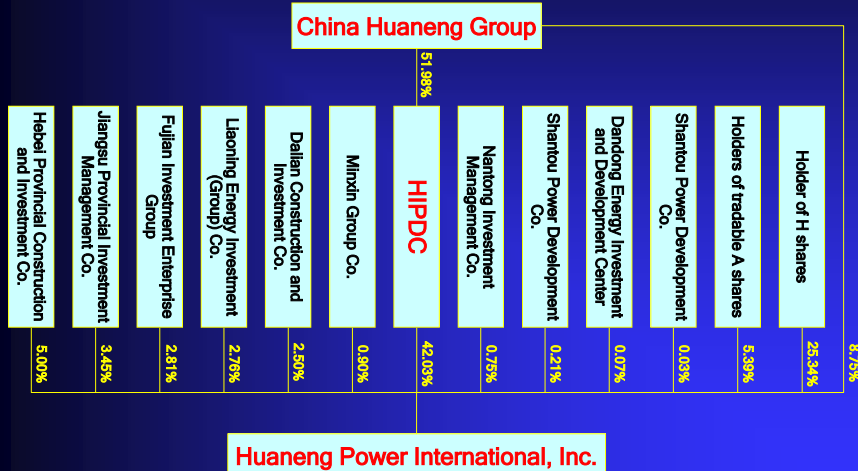 China Huaneng Group
51.98%
8.75%
Hebei Provincial Construction
and Investment Co.
Jiangsu Provincial Investment
Management Co.
Fujian Investment Enterprise
Group
Liaoning Energy Investment
(Group) Co.
Dalian Construction and
Investment Co.
Minxin Group Co.
HIPDC
Nantong Investment
Management Co.
Shantou Power Development
Co.
Dandong Energy Investment
and Development Center
Shantou Power Development
Co.
Holders of tradable A shares
Holder of H shares
5.00%
3.45%
2.81%
2.76%
2.50%
0.90%
42.03%
0.75%
0.21%
0.07%
0.03%
5.39%
25.34%
Huaneng Power International, Inc.